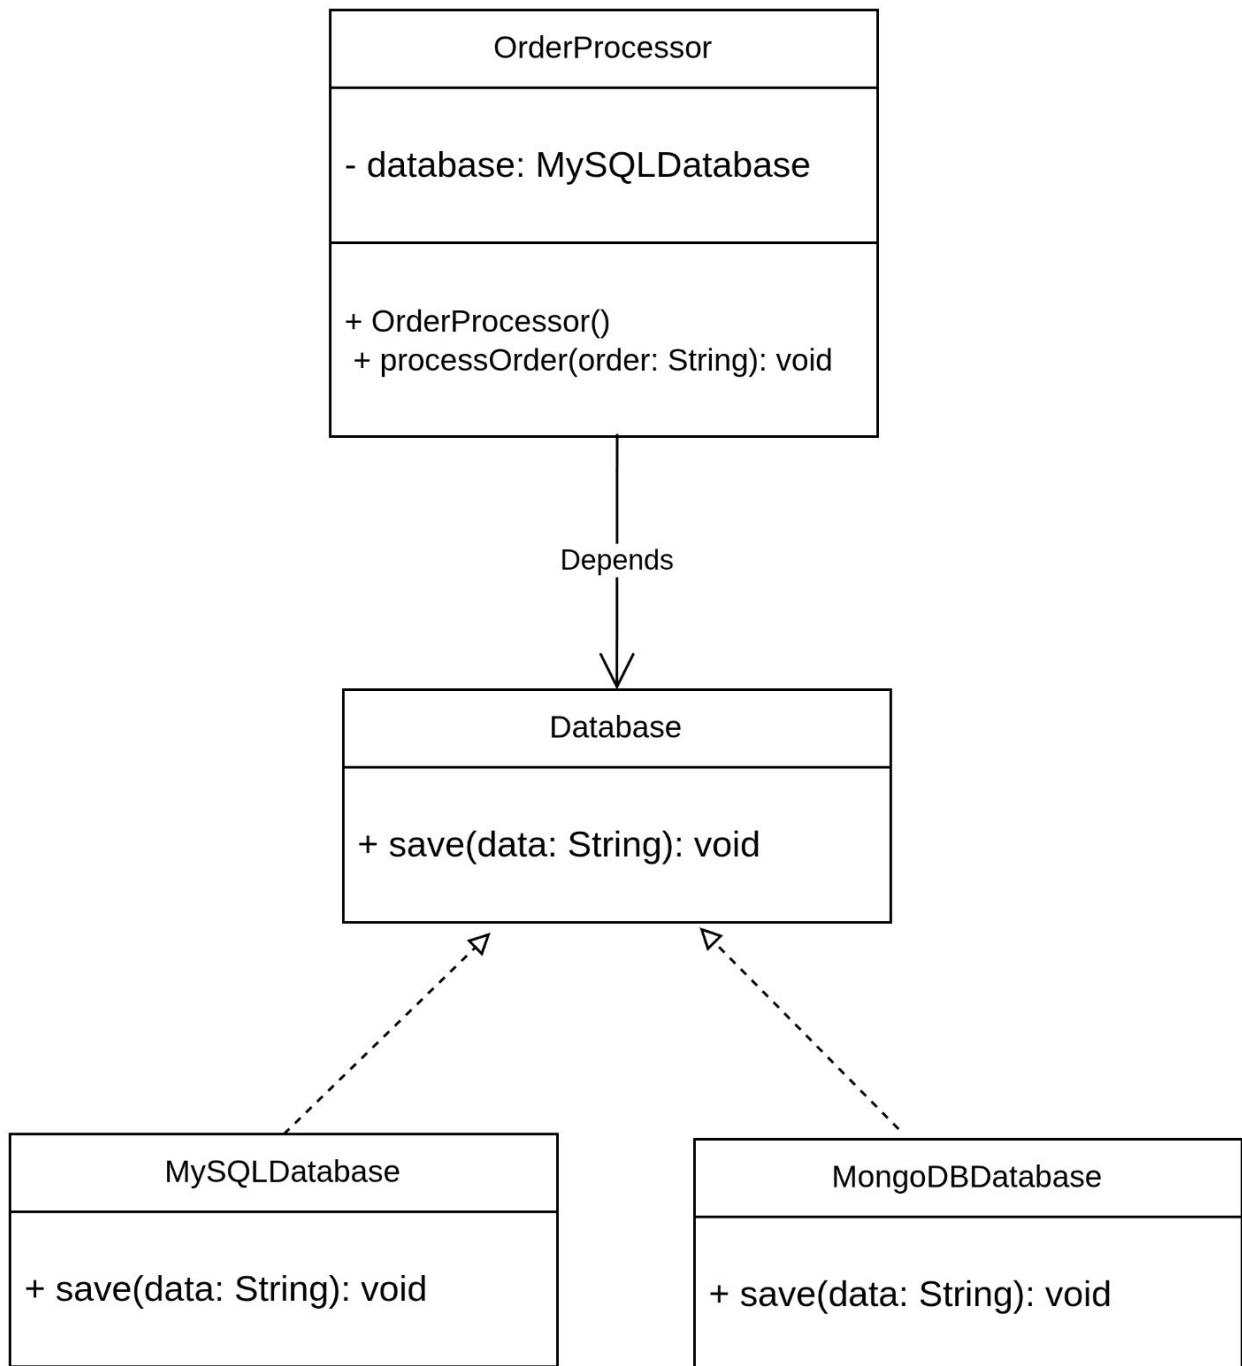 OrderProcessor
- database: MySQLDatabase
+ OrderProcessor()
+ processOrder(order: String): void
Depends
Database
+ save(data: String): void
MySQLDatabase
+ save(data: String): void
MongoDBDatabase
+ save(data: String): void